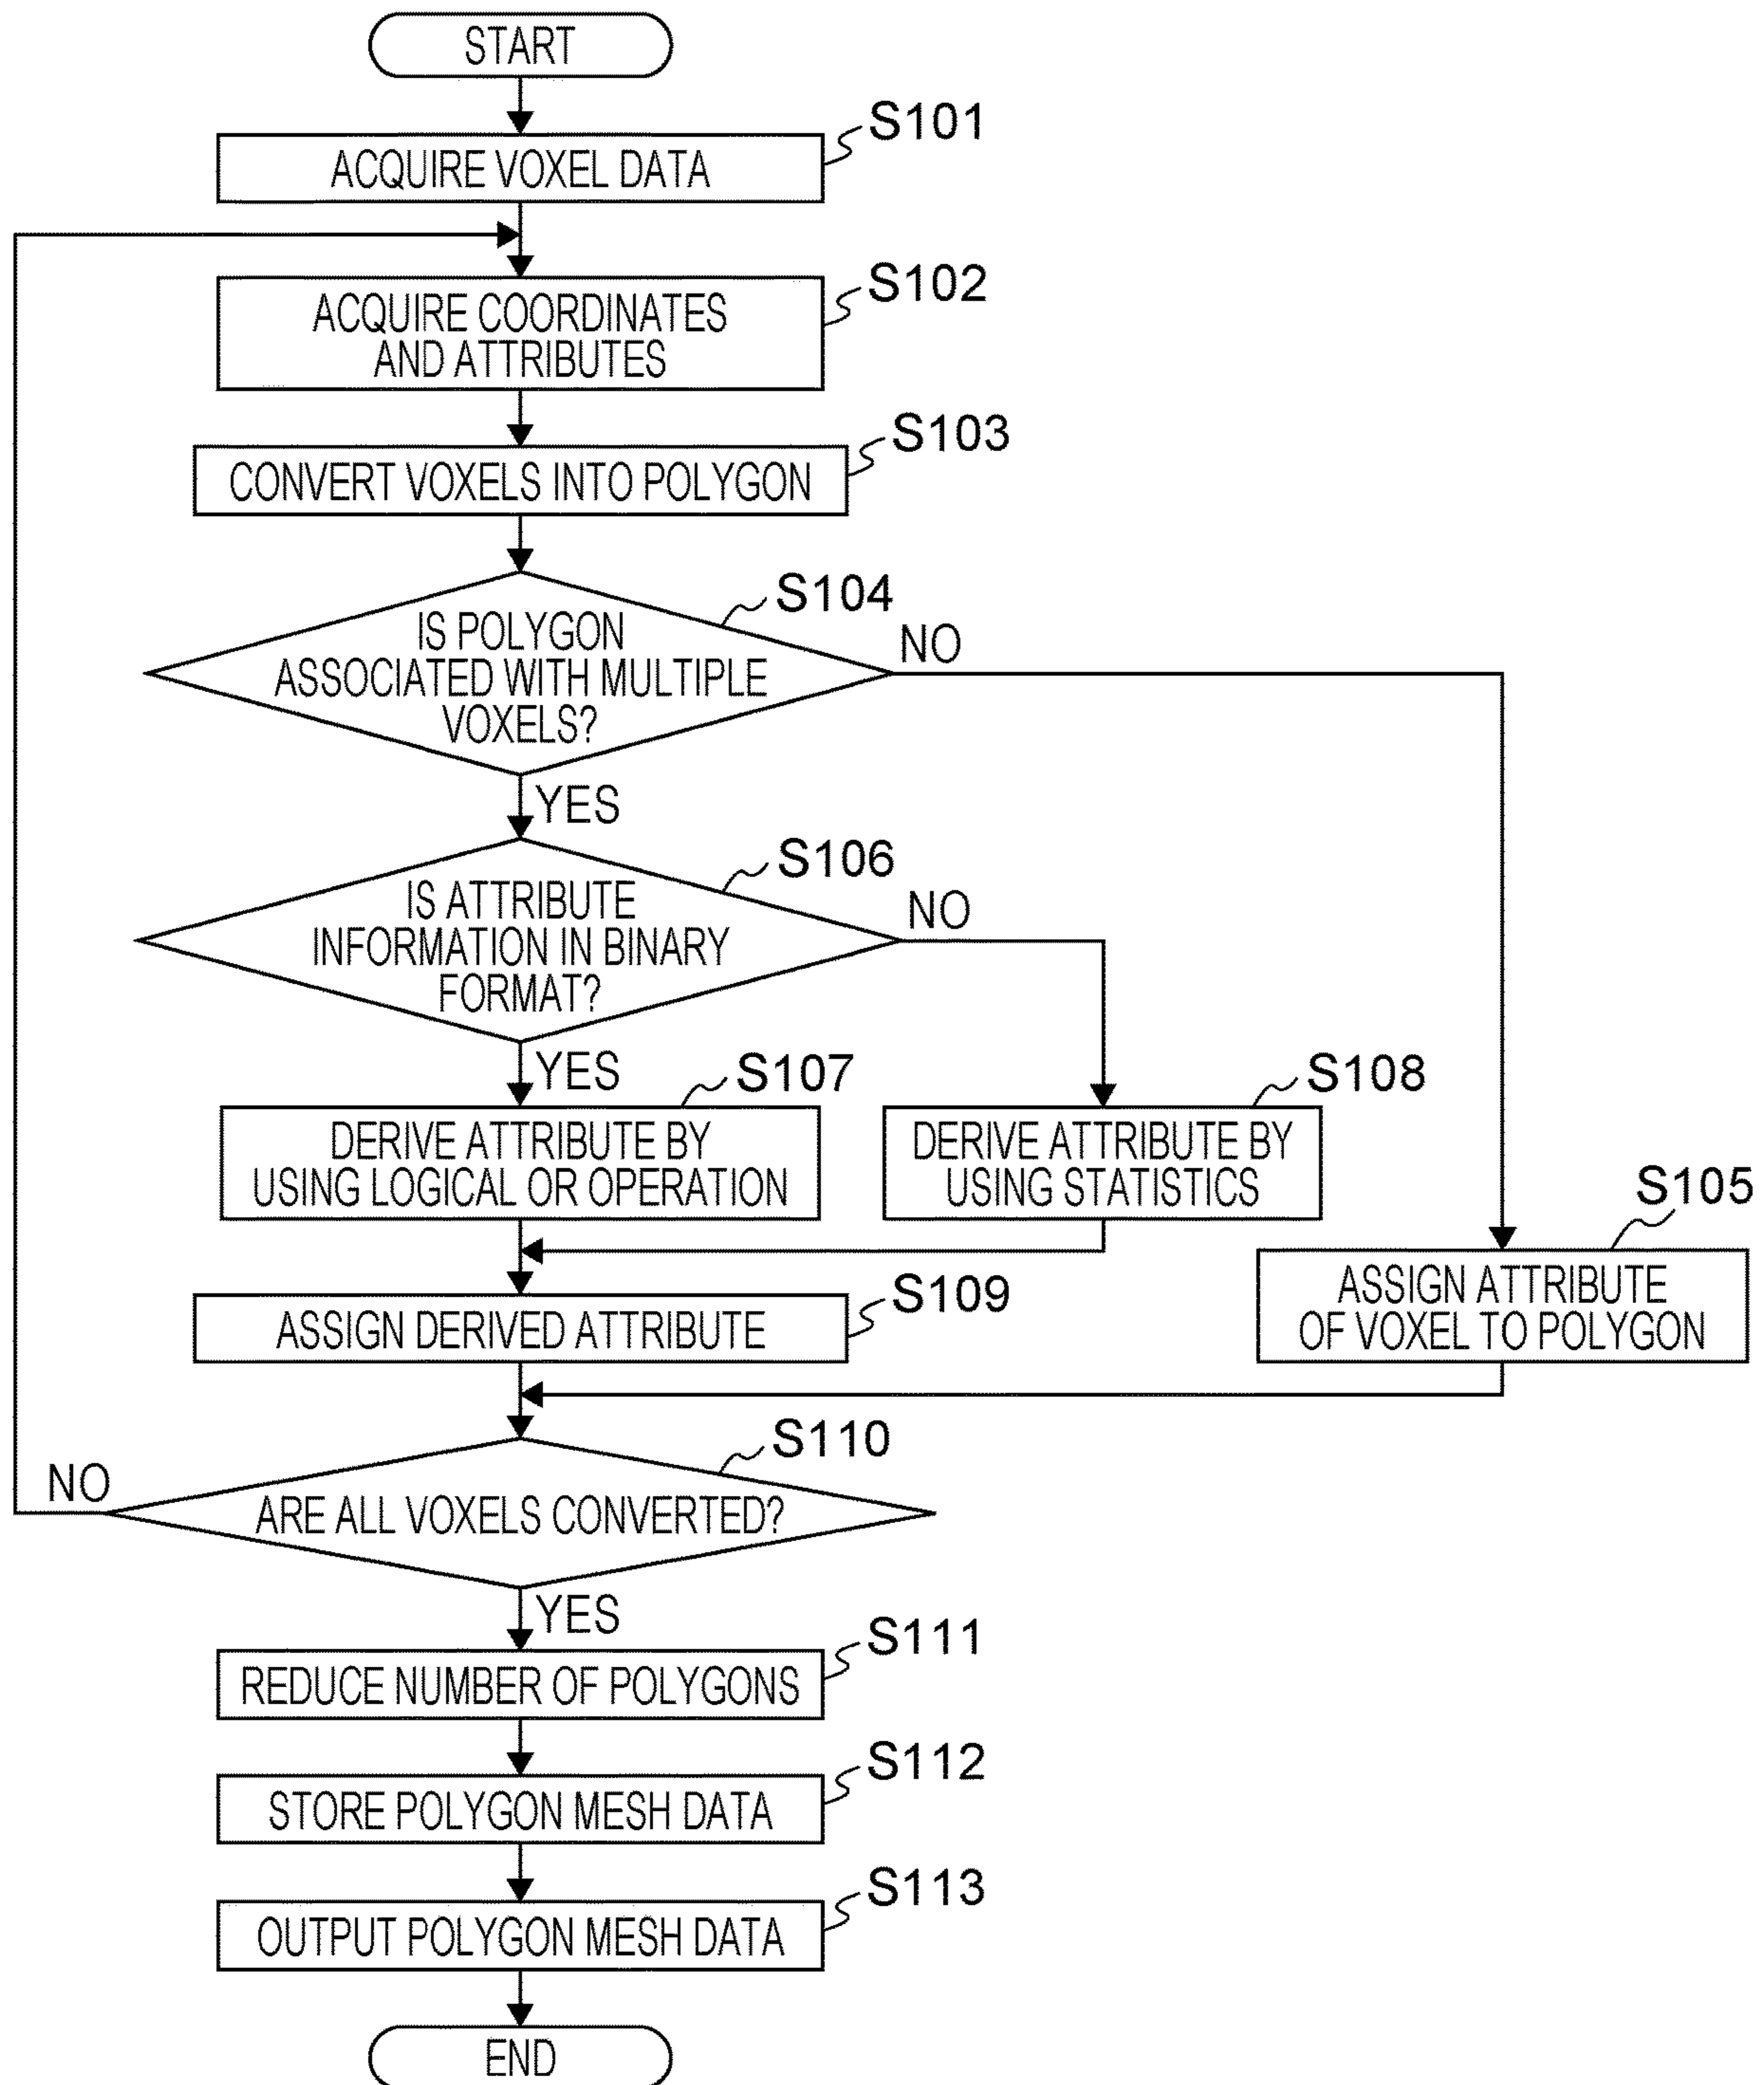 START
S101
ACQUIRE VOXEL DATA
S102
ACQUIRE COORDINATES
AND ATTRIBUTES
S103
CONVERT VOXELS INTO POLYGON
S104
IS POLYGON
ASSOCIATED WITH MULTIPLE
VOXELS?
NO
YES
S106
IS ATTRIBUTE
INFORMATION IN BINARY
FORMAT?
NO
YES
S107
DERIVE ATTRIBUTE BY
USING LOGICAL OR OPERATION
S108
DERIVE ATTRIBUTE BY
USING STATISTICS
S105
ASSIGN ATTRIBUTE
OF VOXEL TO POLYGON
S109
ASSIGN DERIVED ATTRIBUTE
S110
NO
ARE ALL VOXELS CONVERTED?
YES
S111
REDUCE NUMBER OF POLYGONS
S112
STORE POLYGON MESH DATA
S113
OUTPUT POLYGON MESH DATA
END